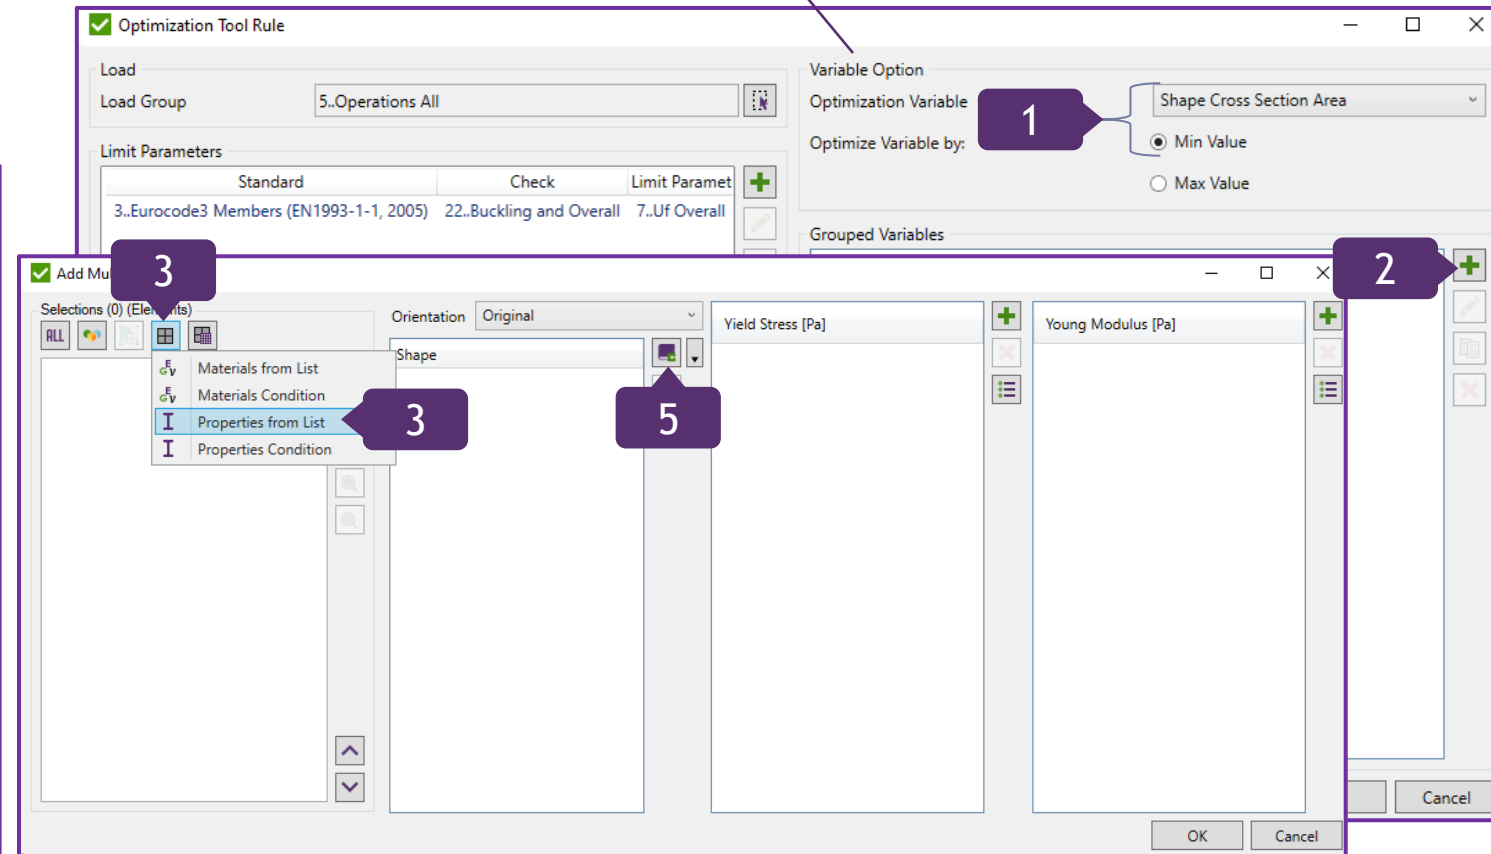 Optimization Tool Rule
Load
Load Group
5..Operations All
Variable Option
Optimization Variable
1
Shape Cross Section Area
Optimize Variable by:
Min Value
Max Value
Limit Parameters
Standard Check Limit Paramet
3..Eurocode3 Members (EN1993-1-1, 2005) 22..Buckling and Overall 7..Uf Overall
Grouped Variables
2
Add Mu
3
Selections (0) (Ele nts)
ALL
Materials from List
Materials Condition
Properties from List
Properties Condition
3
Orientation Original
Shape
5
Yield Stress [Pa]
Young Modulus [Pa]
OK Cancel
Cancel